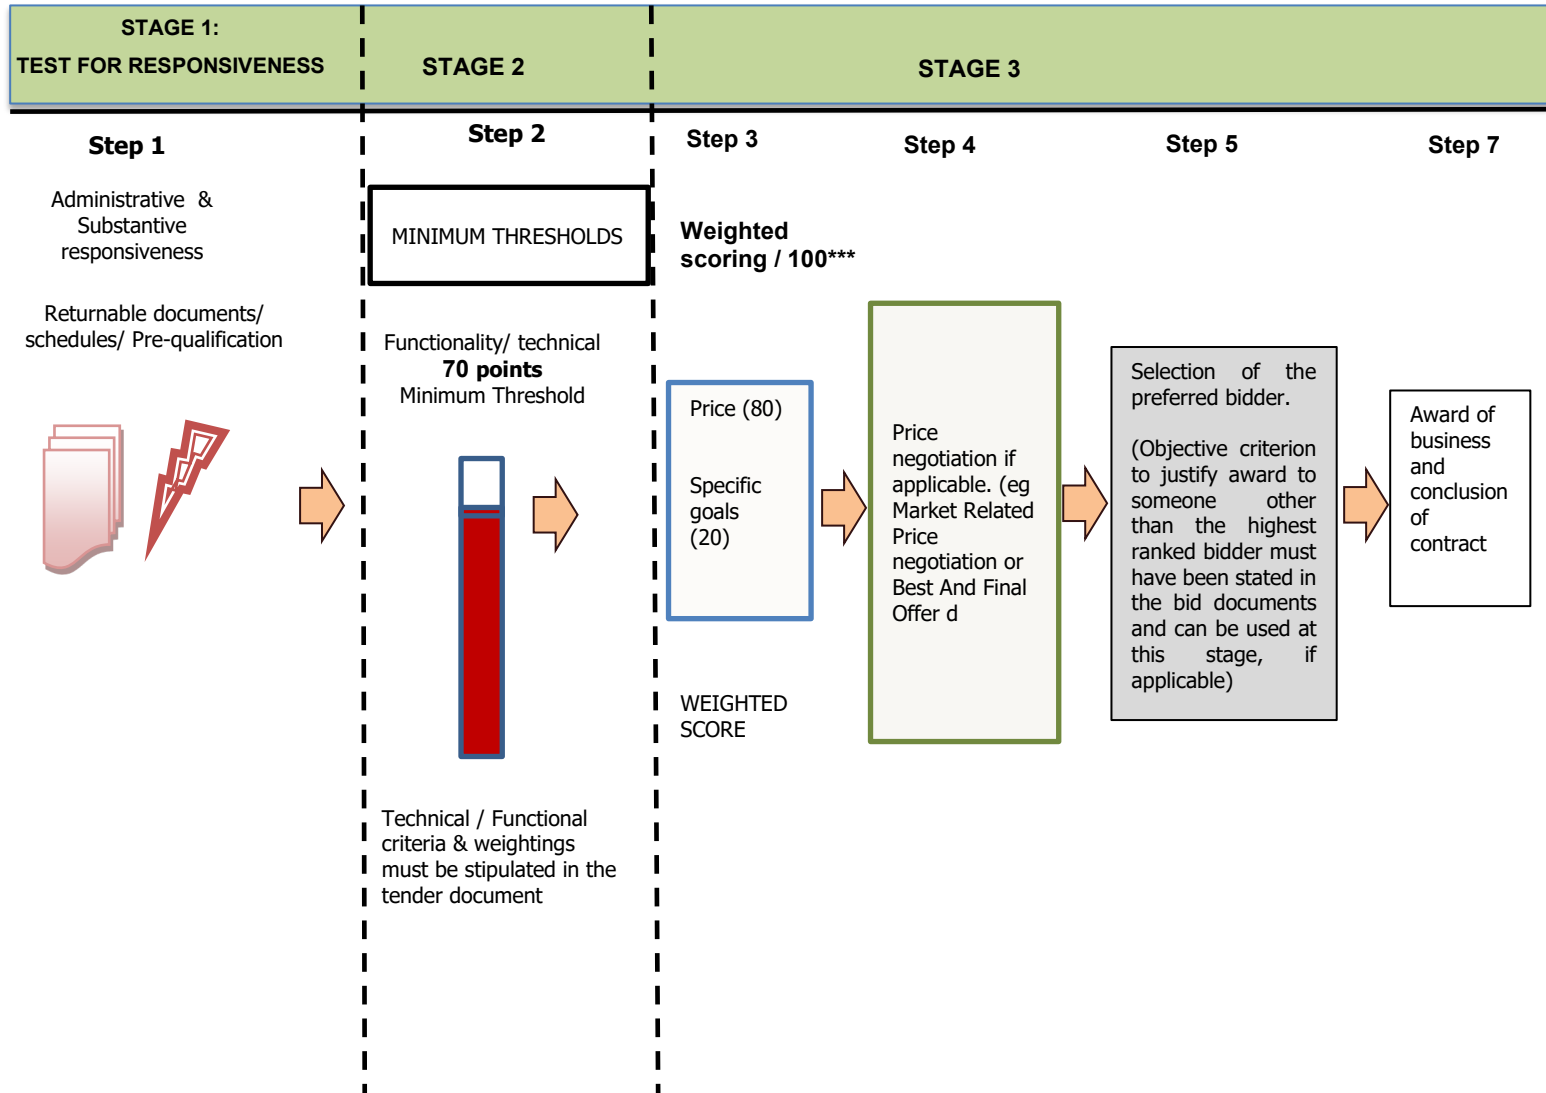 STAGE 1:
TEST FOR RESPONSIVENESS
STAGE 2
STAGE 3
Step 1
Administrative &
Substantive
responsiveness
Returnable documents/
schedules/ Pre-qualification
Step 2
MINIMUM THRESHOLDS
Functionality/ technical
70 points
Minimum Threshold
Technical / Functional
criteria & weightings
must be stipulated in the
tender document
Step 3
Weighted
scoring / 100***
Price (80)
Specific
goals
(20)
WEIGHTED
SCORE
Step 4
Price
negotiation if
applicable. (eg
Market Related
Price
negotiation or
Best And Final
Offer d
Step 5
Selection of the
preferred bidder.
(Objective criterion
to justify award to
someone other
than the highest
ranked bidder must
have been stated in
the bid documents
and can be used at
this stage, if
applicable)
Step 7
Award of
business
and
conclusion
of
contract